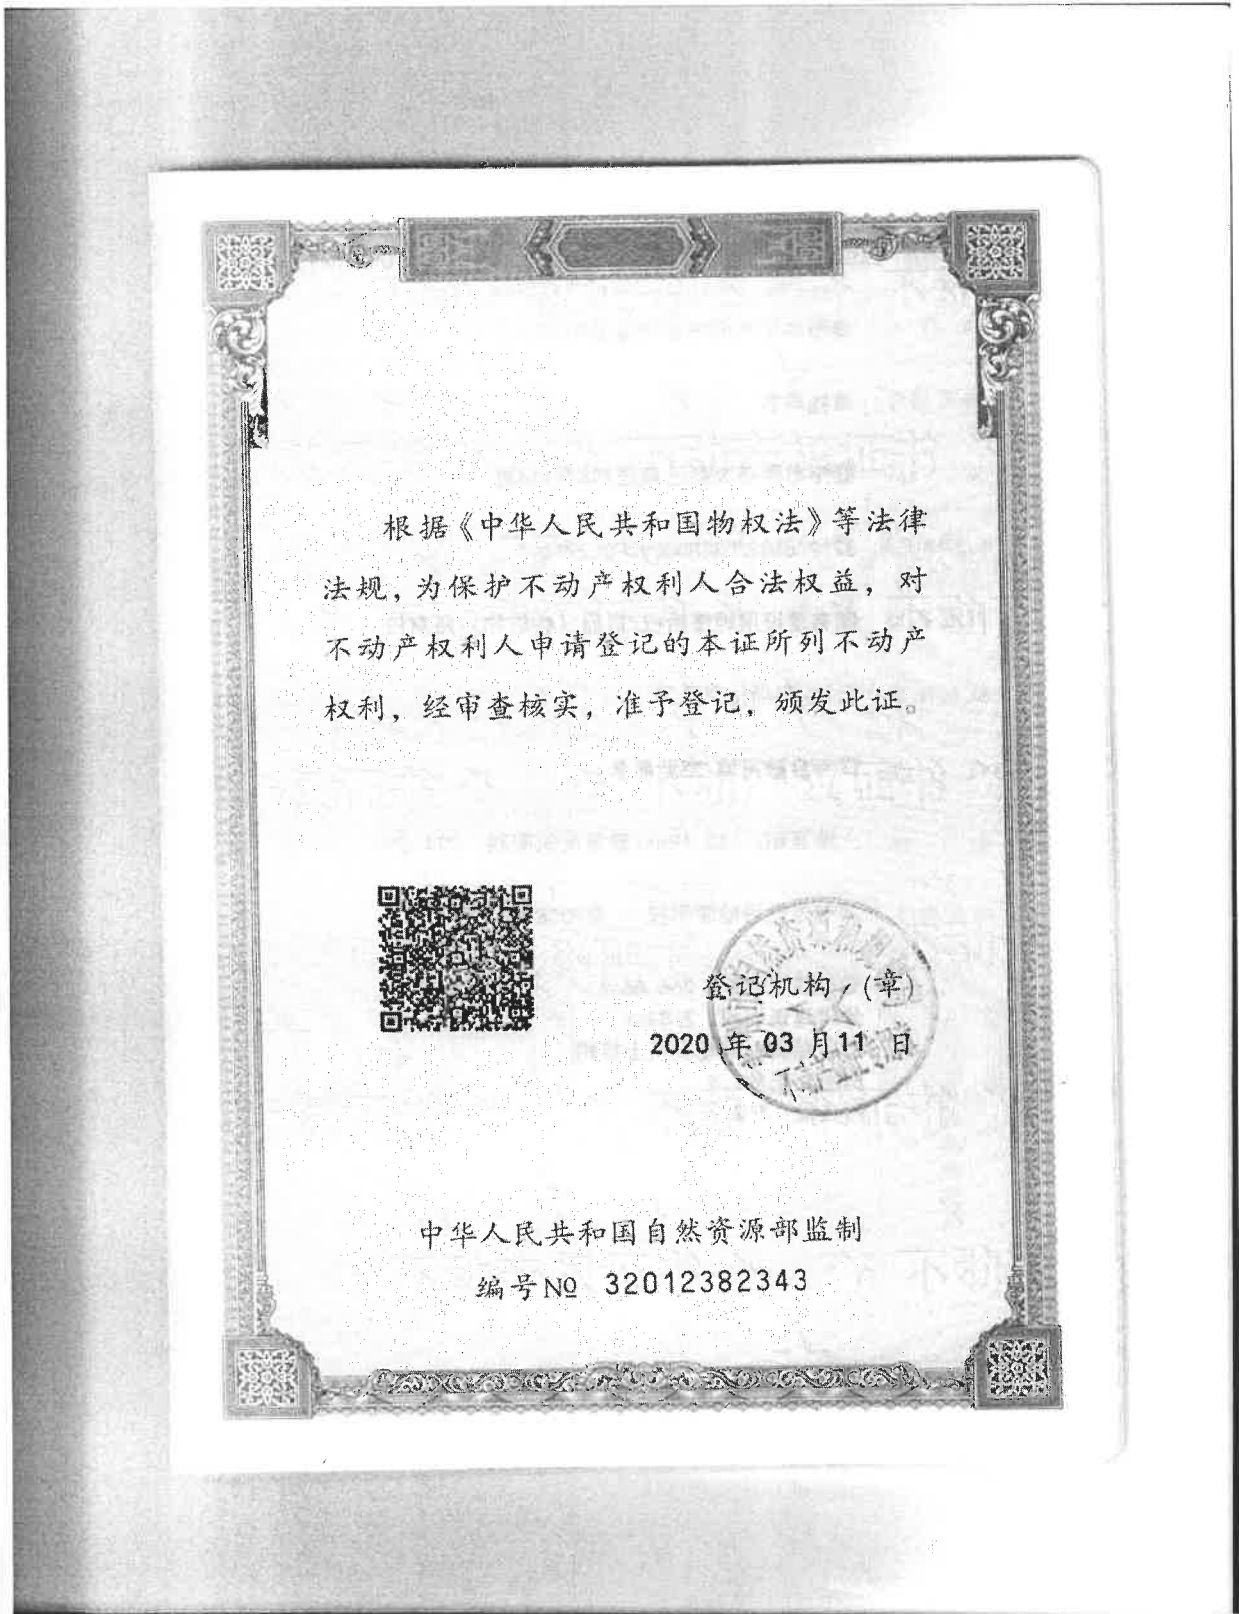 根据《中华人民共和国物权法》等法律
法规，为保护不动产权利人合法权益，对
不动产权利人申请登记的本证所列不动产
权利，经审查核实，准予登记，颁发此证。
登记机构（章）
2020 年 03 月 11 日
中华人民共和国自然资源部监制
编号 № 32012382343